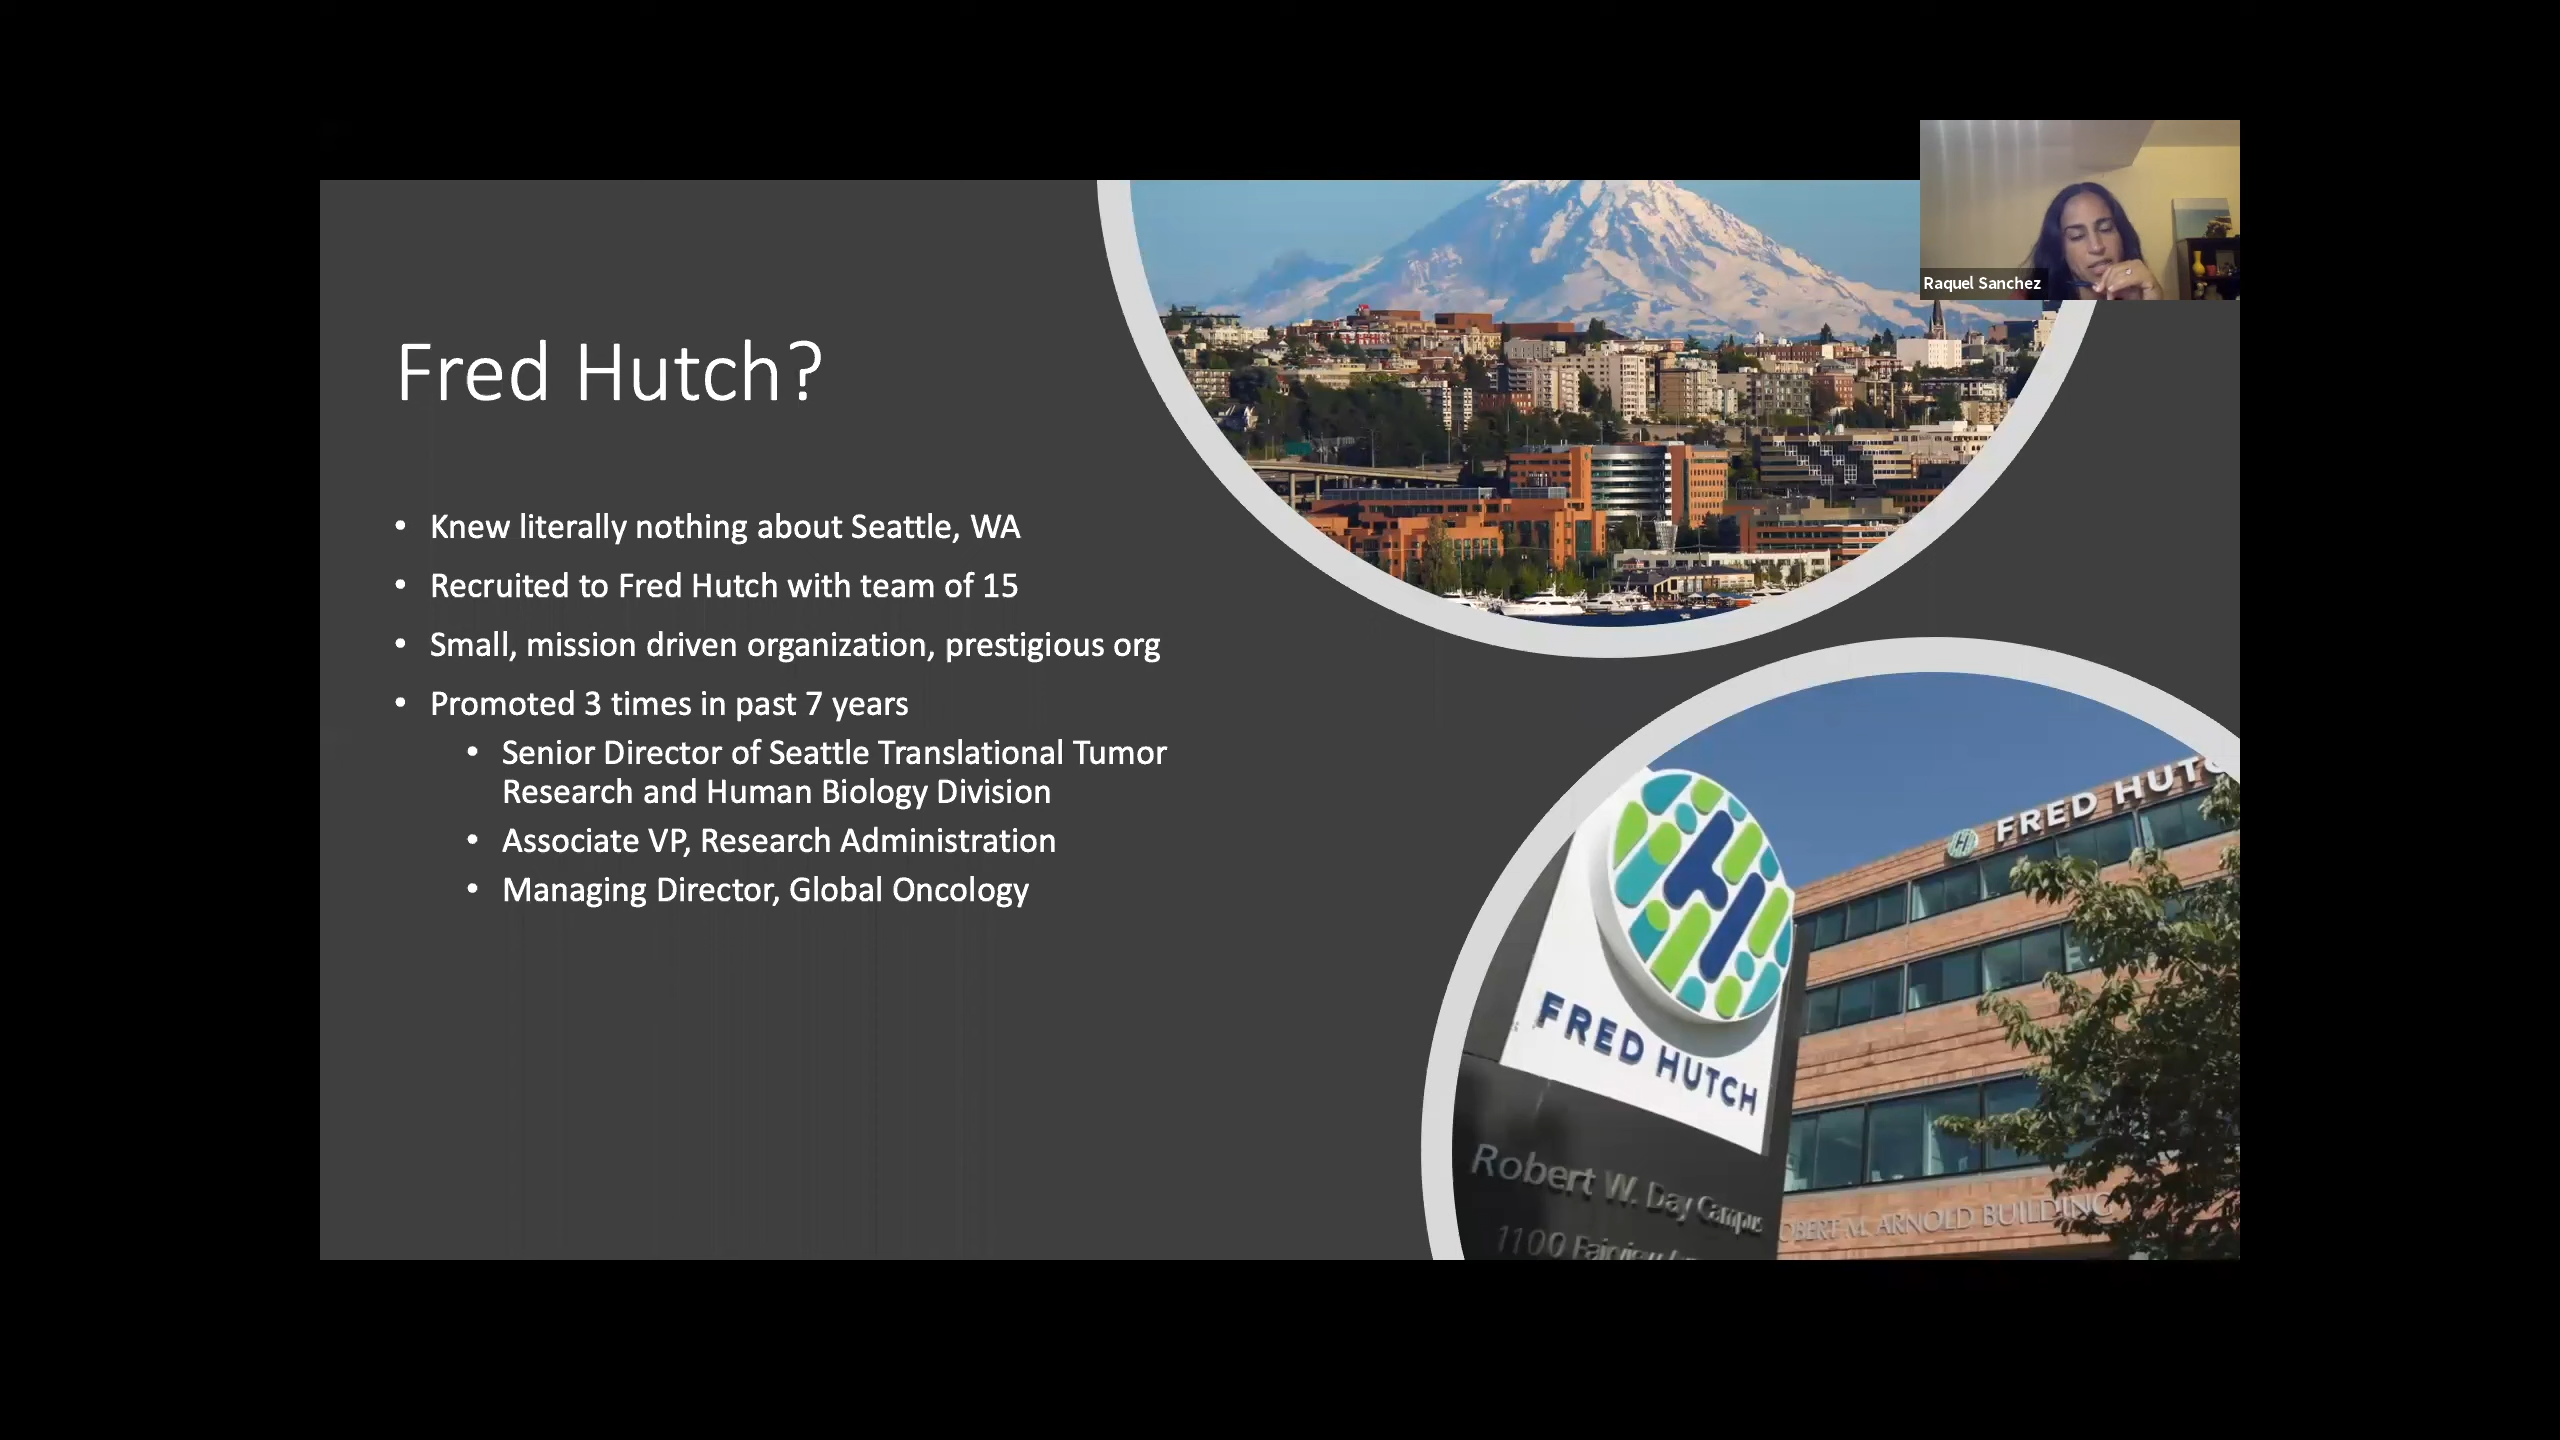 Raquel Sanchez
Fred Hutch?
• Knew literally nothing about Seattle, WA
• Recruited to Fred Hutch with team of 15
• Small, mission driven organization, prestigious org
• Promoted 3 times in past 7 years
• Senior Director of Seattle Translational Tumor
Research and Human Biology Division
• Associate VP, Research Administration
• Managing Director, Global Oncology
FRED HUTC
FRED HUTCH
Robert W. Day Campus
OBERT M. ARNOLD BUILDING
1100 Fairview